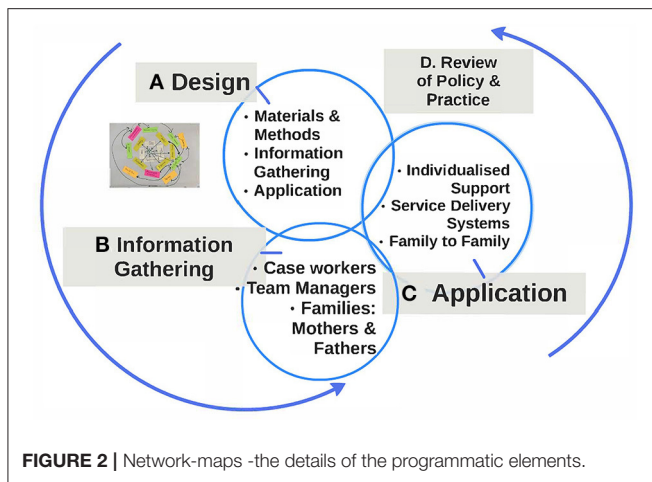 A Design
D. Review
of Policy &
Practice
• Materials &
Methods
• Information
Gathering
• Application
• Individualised
Support
• Service Delivery
Systems
• Family to Family
B Information
Gathering
• Case workers
• Team Managers
• Families:
Mothers &
Fathers
C Application
FIGURE 2 | Network-maps -the details of the programmatic elements.